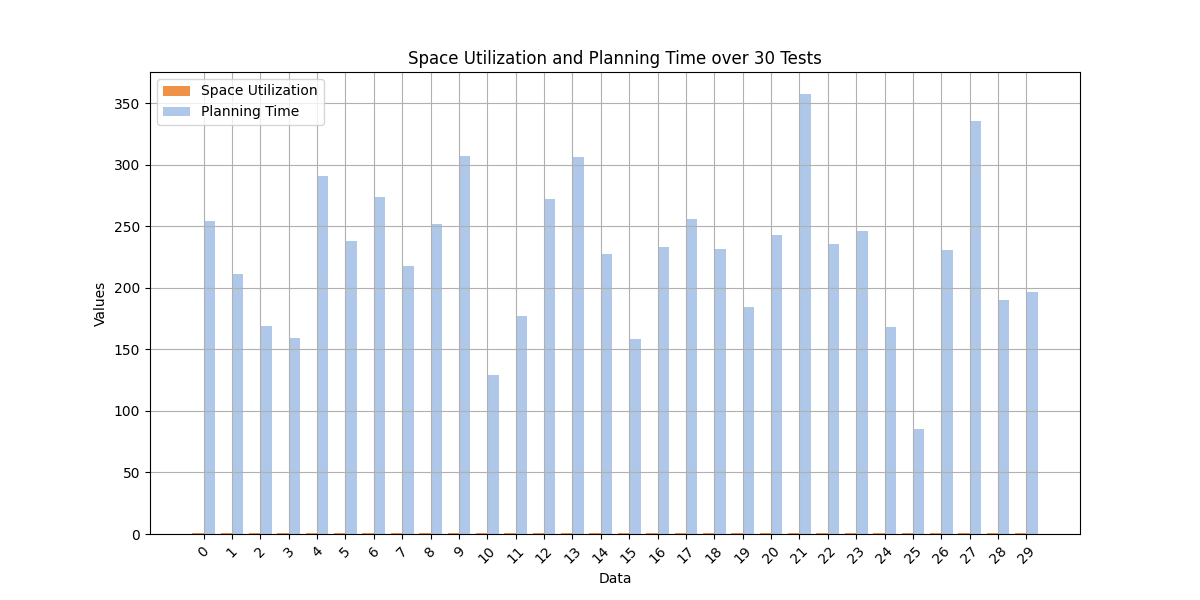 Space Utilization and Planning Time over 30 Tests
Space Utilization
Planning Time
350
300
250
200
150
100
50
0
Values
0 1 2 3 4 5 6 7 8 9 10 11 12 13 14 15 16 17 18 19 20 21 22 23 24 25 26 27 28 29
Data